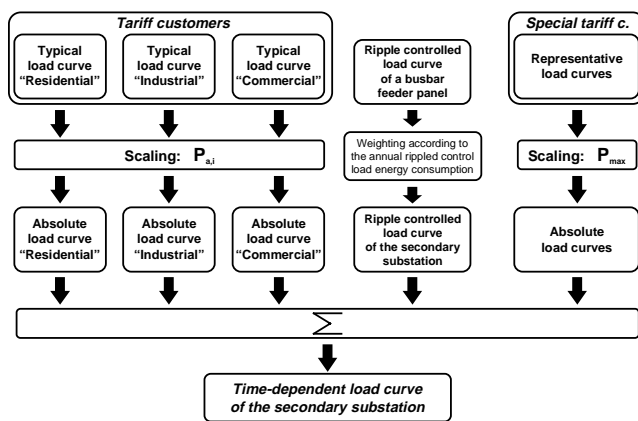 Tariff customers
Special tariff c.
Typical
load curve
“Residential”
Typical
load curve
“Industrial”
Typical
load curve
“Commercial”
Ripple controlled
load curve
of a busbar
feeder panel
Representative
load curves
Scaling: Pa,i
Weighting according to
the annual rippled control
load energy consumption
Scaling: Pmax
Absolute
load curve
“Residential”
Absolute
load curve
“Industrial”
Absolute
load curve
“Commercial”
Ripple controlled
load curve
of the secondary
substation
Absolute
load curves
Σ
Time-dependent load curve
of the secondary substation